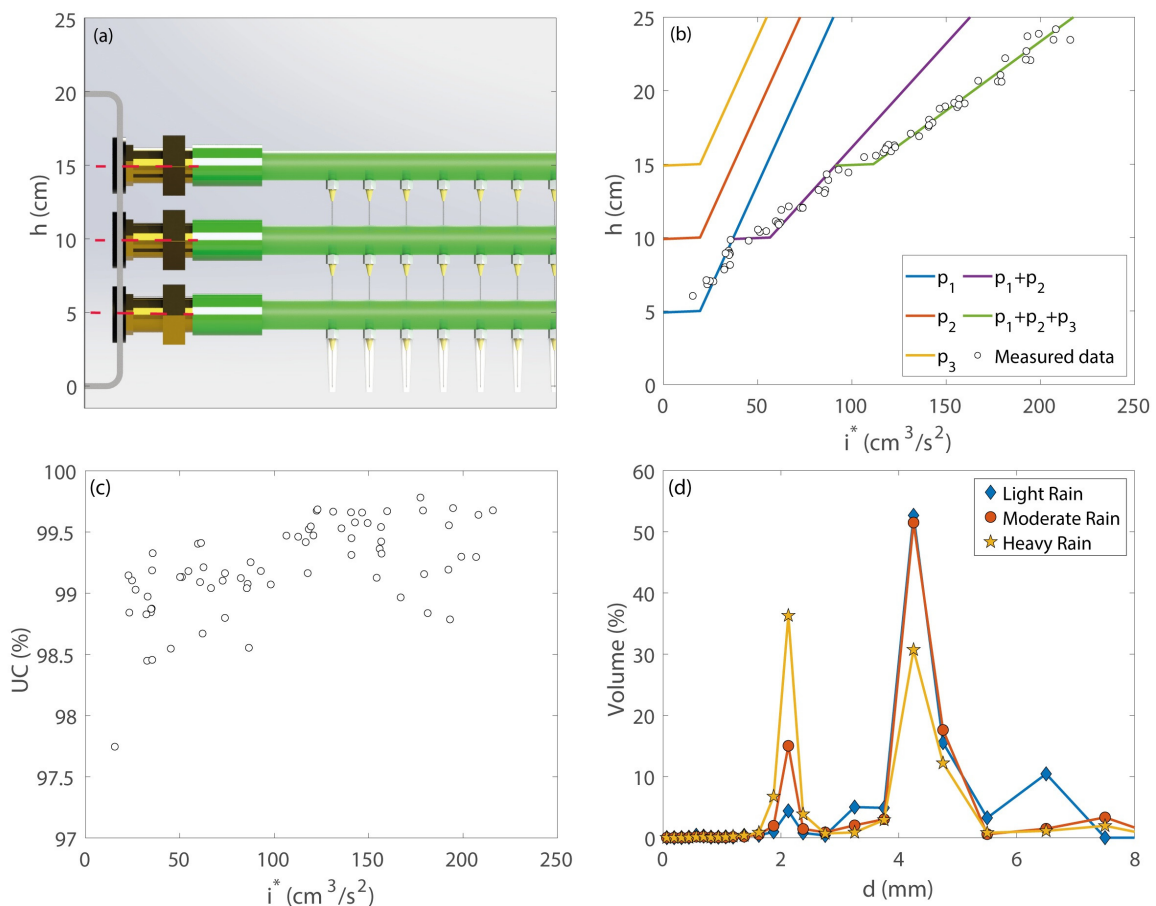 (a)
h (cm)
20
15
10
5
0
(b)
h (cm)
25
20
15
10
5
0
0 50 100 150 200 250
i* (cm³/s²)
p₁ p₁+p₂
p₂ p₁+p₂+p₃
p₃ Measured data
(c)
UC (%)
100
99.5
99
98.5
98
97.5
97
0 50 100 150 200 250
i* (cm³/s²)
(d)
Volume (%)
60
50
40
30
20
10
0
0 2 4 6 8
d (mm)
Light Rain
Moderate Rain
Heavy Rain